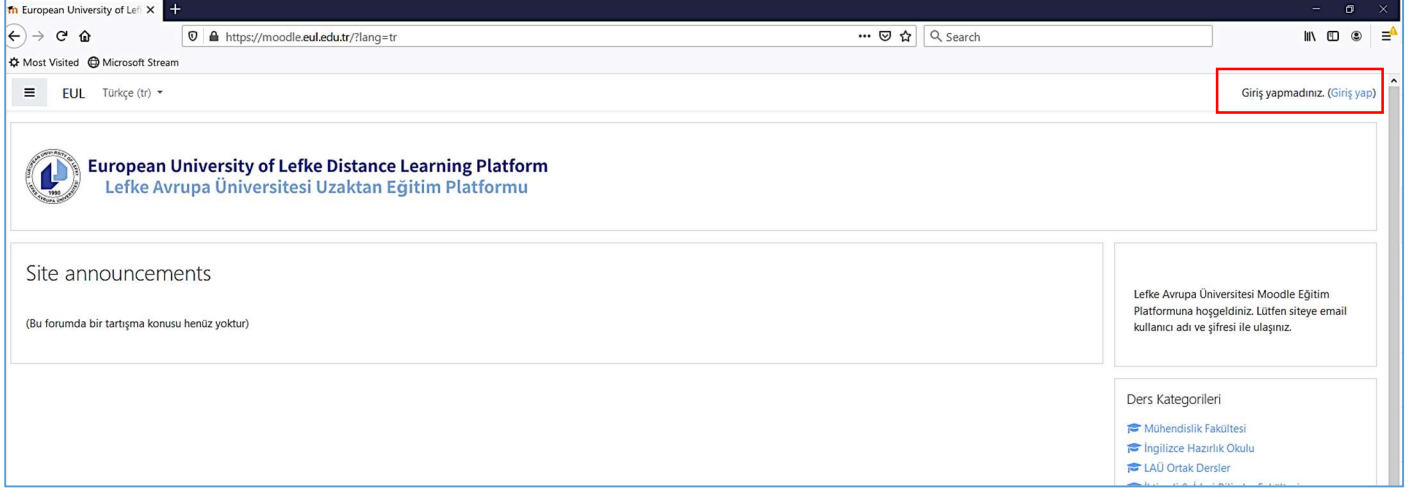 European University of Lef
https://moodle.eul.edu.tr/?lang=tr
Search
Most Visited Microsoft Stream
EUL Türkçe (tr)
Giriş yapmadınız. (Giriş yap)
European University of Lefke Distance Learning Platform
Lefke Avrupa Üniversitesi Uzaktan Eğitim Platformu
1990
Site announcements
(Bu forumda bir tartışma konusu henüz yoktur)
Lefke Avrupa Üniversitesi Moodle Eğitim
Platformuna hoşgeldiniz. Lütfen siteye email
kullanıcı adı ve şifresi ile ulaşınız.
Ders Kategorileri
Mühendislik Fakültesi
İngilizce Hazırlık Okulu
LAÜ Ortak Dersler